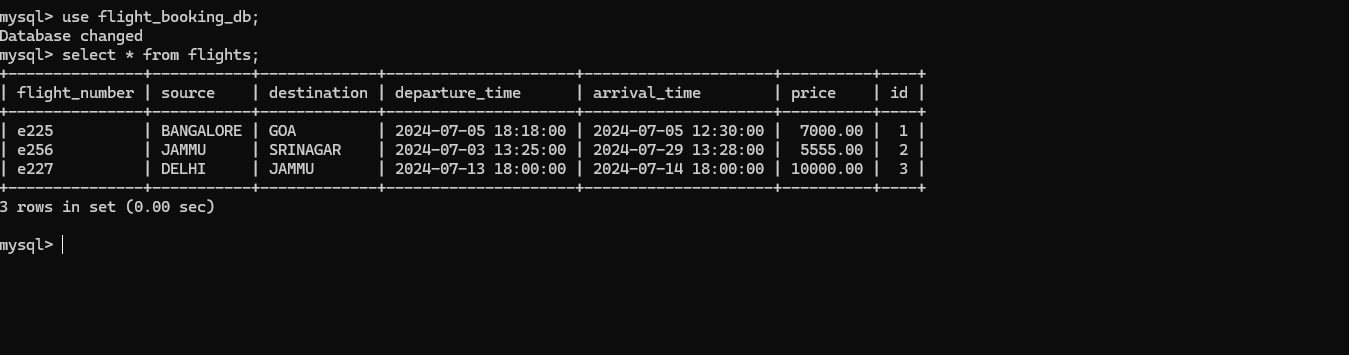 mysql> use flight_booking_db;
Database changed
mysql> select * from flights;
+---------------+-----------+-------------+---------------------+---------------------+----------+----+
| flight_number | source    | destination | departure_time      | arrival_time        | price    | id |
+---------------+-----------+-------------+---------------------+---------------------+----------+----+
| e225          | BANGALORE | GOA         | 2024-07-05 18:18:00 | 2024-07-05 12:30:00 |  7000.00 |  1 |
| e256          | JAMMU     | SRINAGAR    | 2024-07-03 13:25:00 | 2024-07-29 13:28:00 |  5555.00 |  2 |
| e227          | DELHI     | JAMMU       | 2024-07-13 18:00:00 | 2024-07-14 18:00:00 | 10000.00 |  3 |
+---------------+-----------+-------------+---------------------+---------------------+----------+----+
3 rows in set (0.00 sec)
mysql>